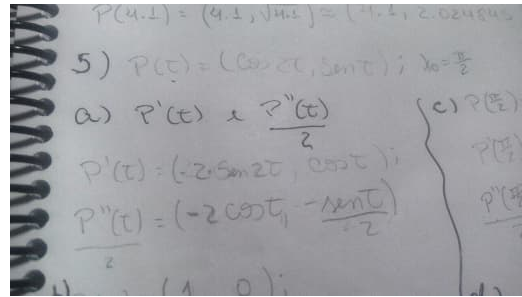 P(4.1) = (4.1, √4.1) = (4.1, 2.024845
5) P(t) = (cos 2t, sen t); t₀ = π/2
a) P'(t) e P''(t)/2
c) P(π/2)
P'(t) = (-2·sen 2t, cos t);
P'(π/2)
P''(t)/2 = (-2 cos t, -sen t/2)
P''(π
(1 0);